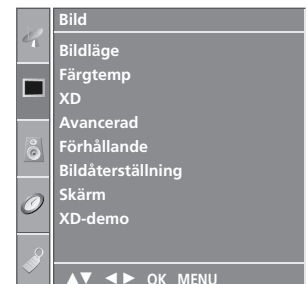 Bild
Bildläge
Färgtemp
XD
Avancerad
Förhållande
Bildåterställning
Skärm
XD-demo
▲▼ ◄► OK MENU